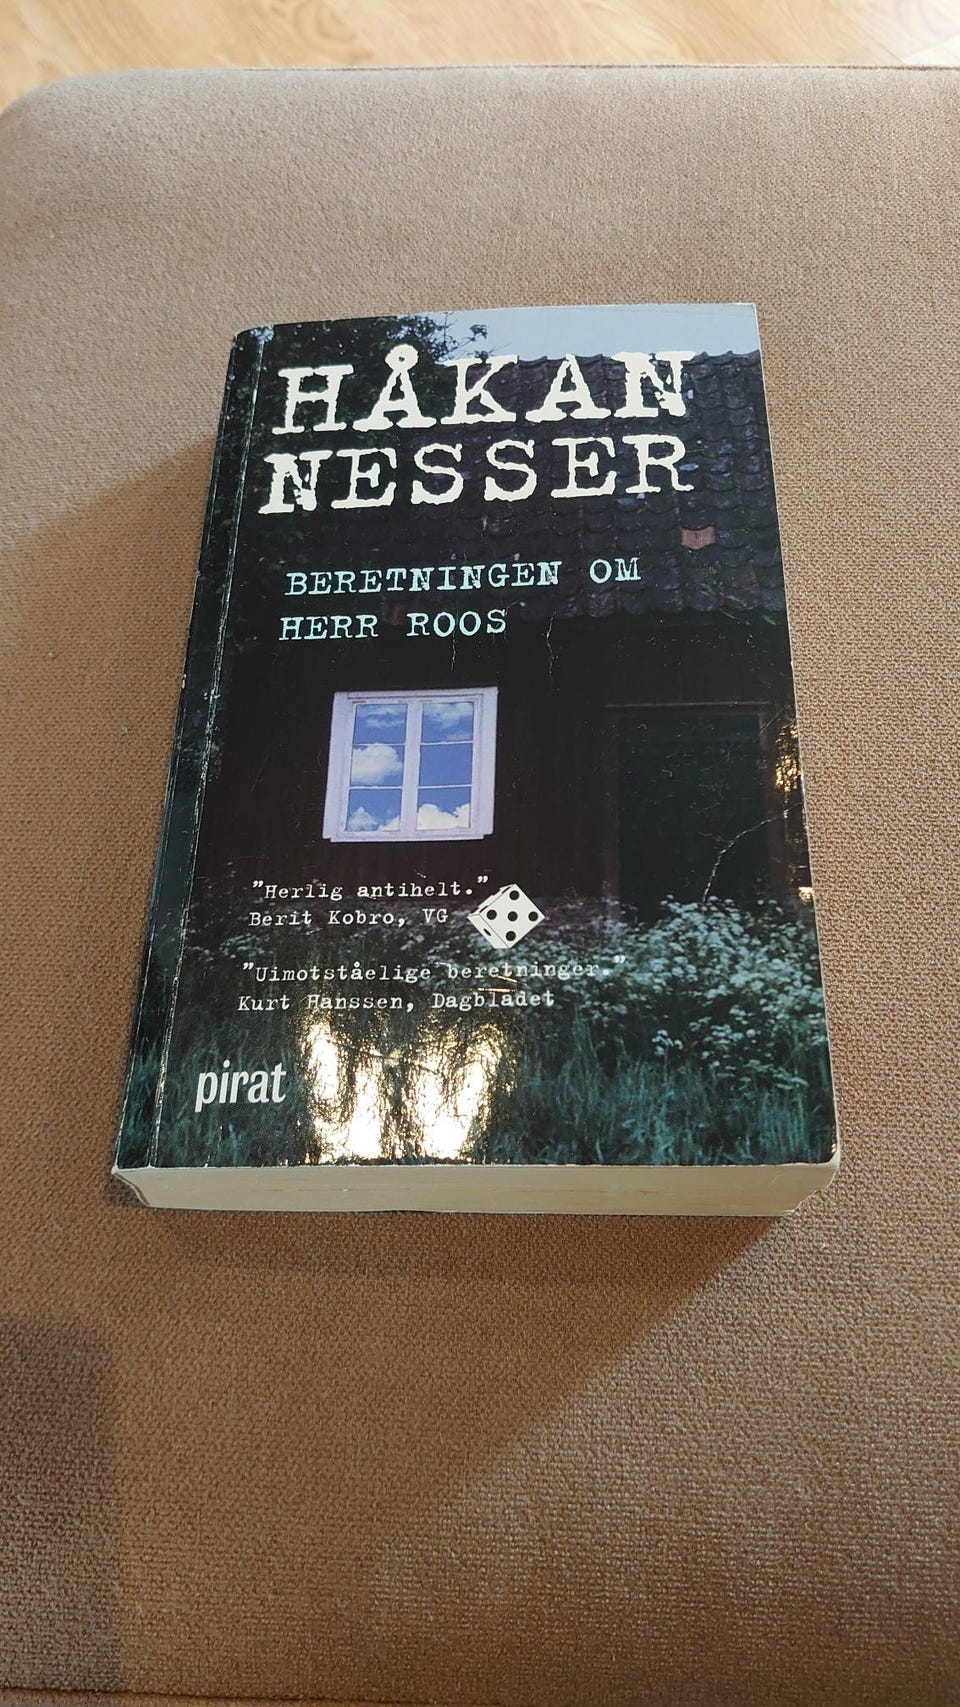 HÅKAN
NESSER
BERETNINGEN OM
HERR ROOS
"Herlig antihelt."
Berit Kobro, VG
"Uimotståelige beretninger."
Kurt Hanssen, Dagbladet
pirat